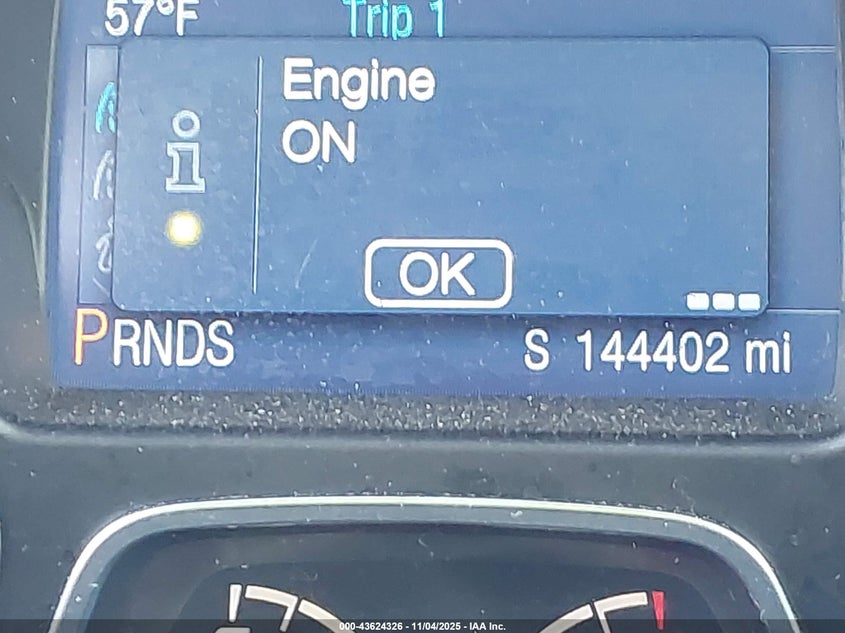 57°F Trip 1
Engine
ON
OK
PRNDS S 144402 mi
000-43624326 - 11/04/2025 - IAA Inc.